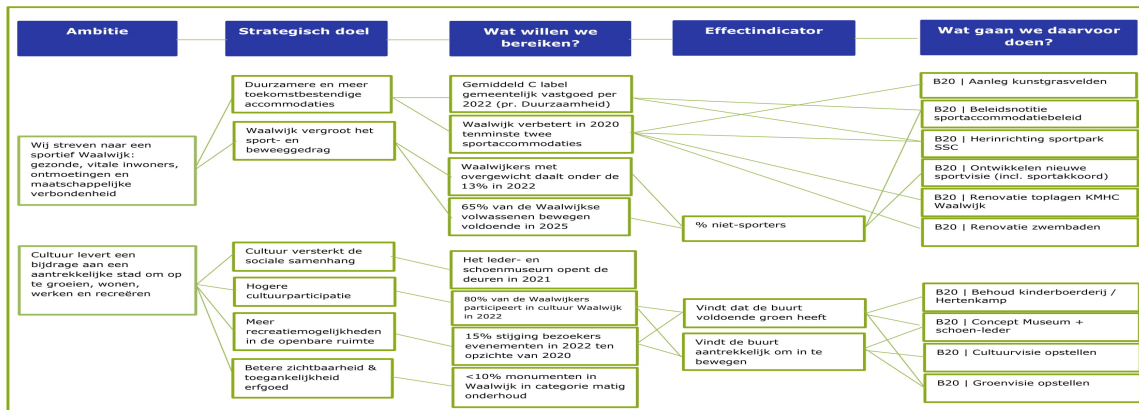 Ambitie
Strategisch doel
Wat willen we
bereiken?
Effectindicator
Wat gaan we daarvoor
doen?
Wij streven naar een
sportief Waalwijk:
gezonde, vitale inwoners,
ontmoetingen en
maatschappelijke
verbondenheid
Cultuur levert een
bijdrage aan een
aantrekkelijke stad om op
te groeien, wonen,
werken en recreëren
Duurzamere en meer
toekomstbestendige
accommodaties
Waalwijk vergroot het
sport- en
beweeggedrag
Cultuur versterkt de
sociale samenhang
Hogere
cultuurparticipatie
Meer
recreatiemogelijkheden
in de openbare ruimte
Betere zichtbaarheid &
toegankelijkheid
erfgoed
Gemiddeld C label
gemeentelijk vastgoed per
2022 (pr. Duurzaamheid)
Waalwijk verbetert in 2020
tenminste twee
sportaccommodaties
Waalwijkers met
overgewicht daalt onder de
13% in 2022
65% van de Waalwijkse
volwassenen bewegen
voldoende in 2025
Het leder- en
schoenmuseum opent de
deuren in 2021
80% van de Waalwijkers
participeert in cultuur Waalwijk
in 2022
15% stijging bezoekers
evenementen in 2022 ten
opzichte van 2020
<10% monumenten in
Waalwijk in categorie matig
onderhoud
% niet-sporters
Vindt dat de buurt
voldoende groen heeft
Vindt de buurt
aantrekkelijk om in te
bewegen
B20 | Aanleg kunstgrasvelden
B20 | Beleidsnotitie
sportaccommodatiebeleid
B20 | Herinrichting sportpark
SSC
B20 | Ontwikkelen nieuwe
sportvisie (incl. sportakkoord)
B20 | Renovatie toplagen KMHC
Waalwijk
B20 | Renovatie zwembaden
B20 | Behoud kinderboerderij /
Hertenkamp
B20 | Concept Museum +
schoen-leder
B20 | Cultuurvisie opstellen
B20 | Groenvisie opstellen